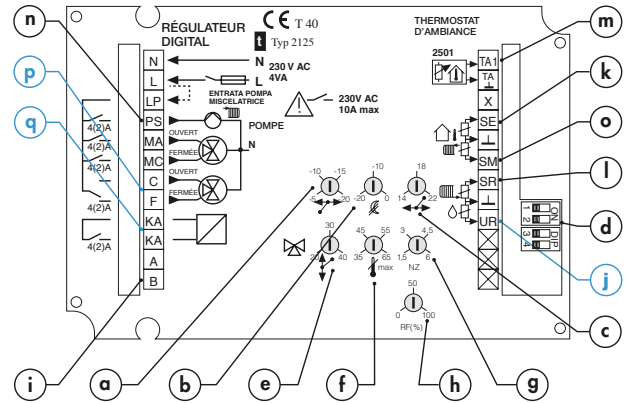 n
p
q
i
RÉGULATEUR
DIGITAL
CE T 40
t Typ 2125
THERMOSTAT
D'AMBIANCE
2501
N
L
LP
PS
MA
MC
C
F
KA
KA
A
B
N
L
230 V AC
4VA
ENTRATA POMPA
MISCELATRICE
POMPE
N
OUVERT
FERMÉE
OUVERT
FERMÉE
230V AC
10A max
4(2)A
4(2)A
4(2)A
4(2)A
4(2)A
TA1
TA
X
SE
SM
SR
UR
-10 -15
-5 -20
-10
-20 0
18
14 22
30
20 40
45 55
35 65
max
3 4,5
1,5 6
NZ
50
0 100
RF(%)
1 2
ON
3 4
DIP
m
k
o
l
d
j
c
a
b
e
f
h
g